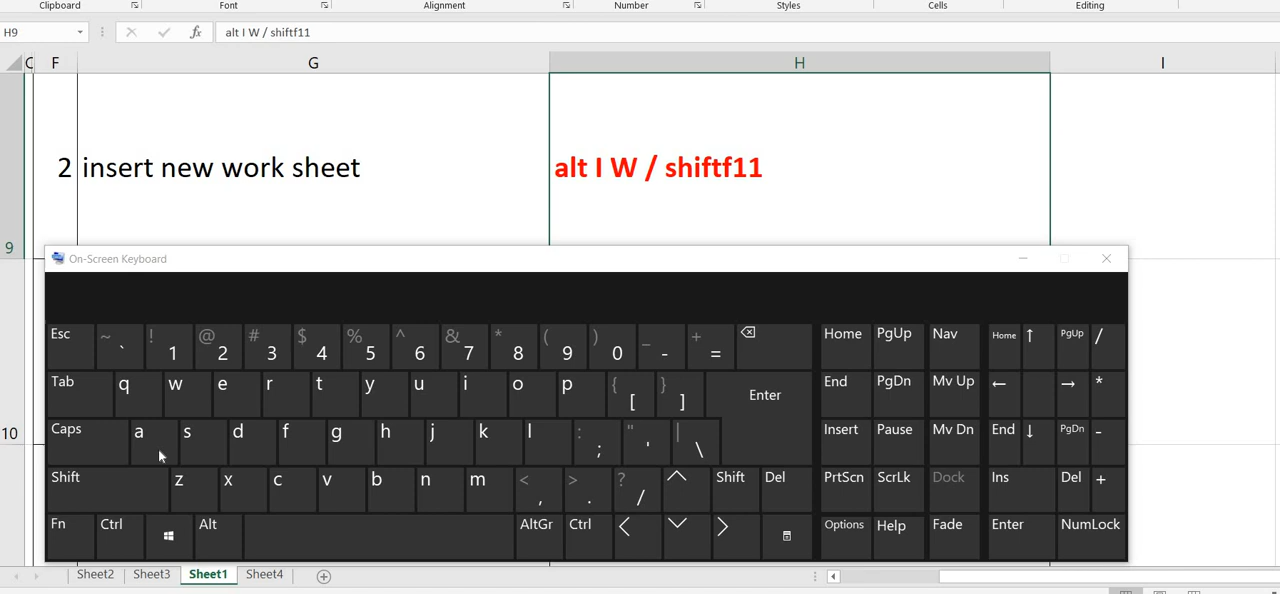 Clipboard Font Alignment Number Styles Cells Editing
H9 fx alt I W / shiftf11
C F G H I
2 insert new work sheet alt I W / shiftf11
9
On-Screen Keyboard
Esc ~ ` ! 1 @ 2 # 3 $ 4 % 5 ^ 6 & 7 * 8 ( 9 ) 0 _ - + = Home PgUp Nav Home ↑ PgUp /
Tab q w e r t y u i o p { [ } ] Enter End PgDn Mv Up ← → *
10
Caps a s d f g h j k l : ; " ' | \ Insert Pause Mv Dn End ↓ PgDn -
Shift z x c v b n m < , > . ? / Shift Del PrtScn ScrLk Dock Ins Del +
Fn Ctrl Alt AltGr Ctrl Options Help Fade Enter NumLock
Sheet2 Sheet3 Sheet1 Sheet4